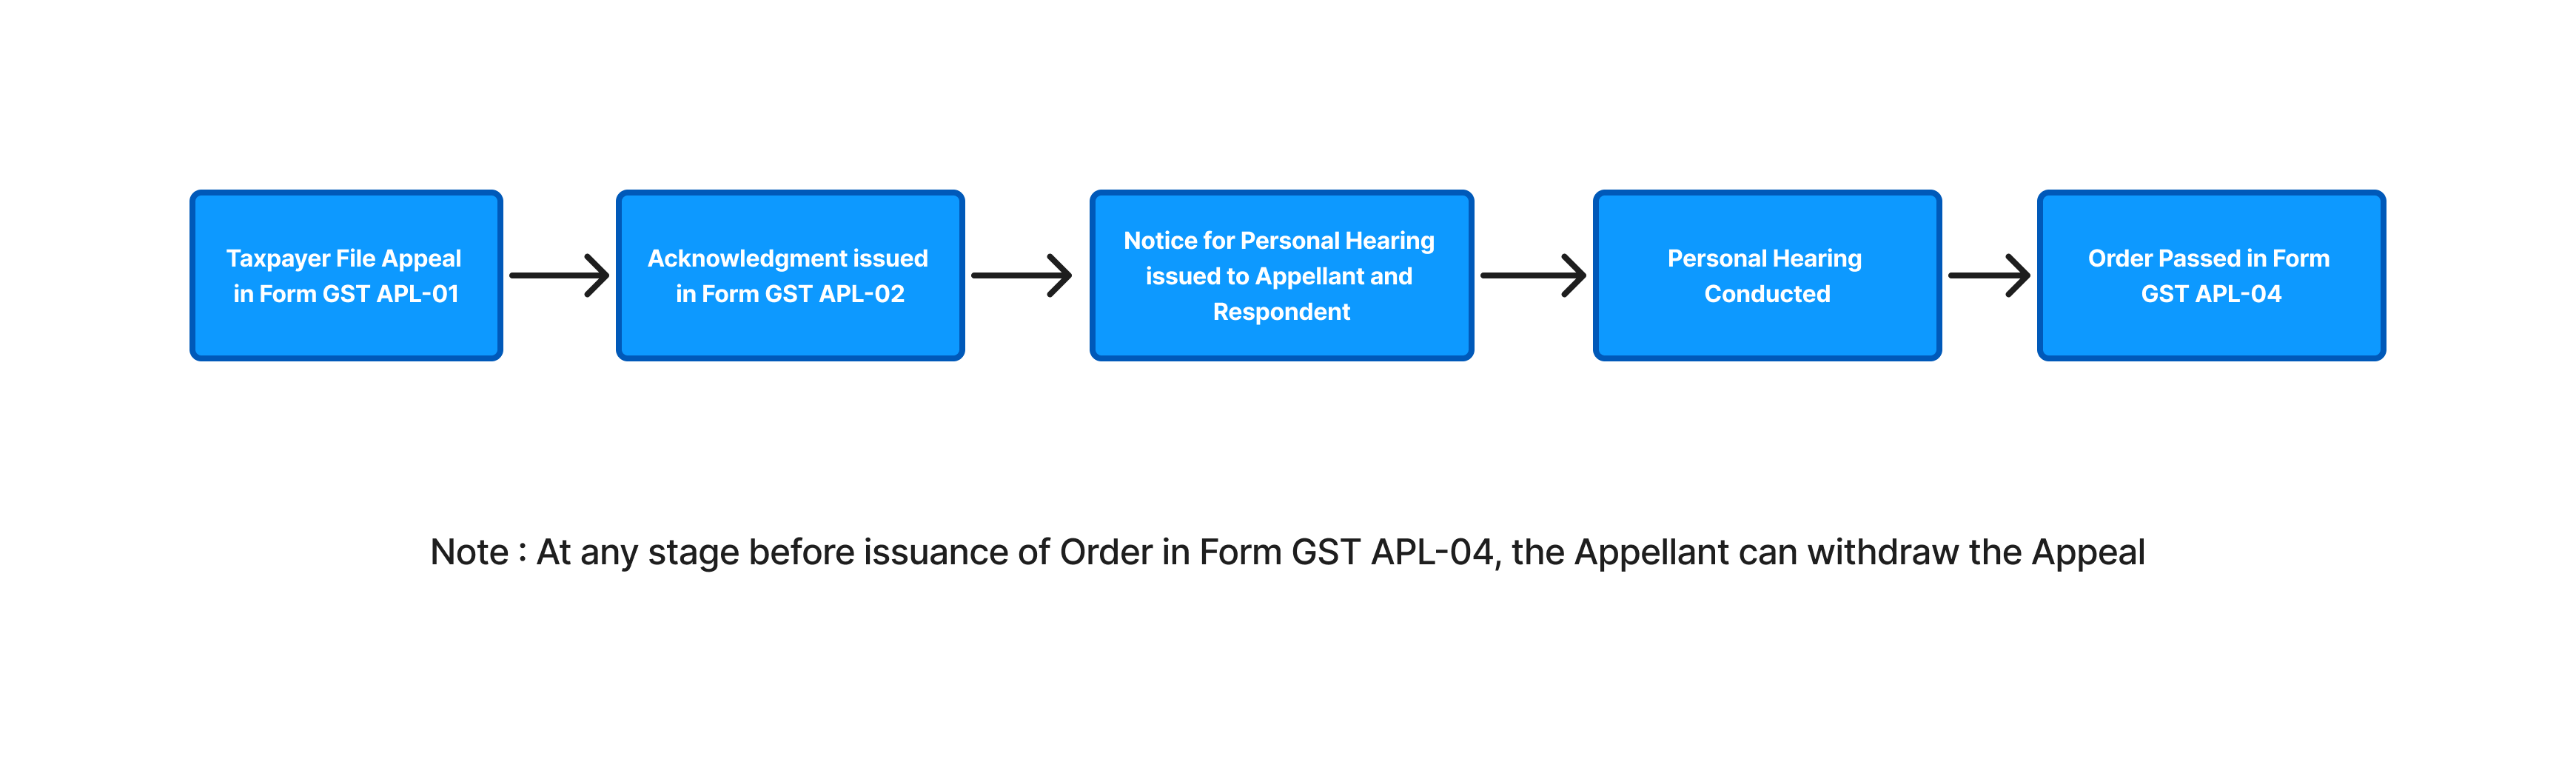 Taxpayer File Appeal
in Form GST APL-01
Acknowledgment issued
in Form GST APL-02
Notice for Personal Hearing
issued to Appellant and
Respondent
Personal Hearing
Conducted
Order Passed in Form
GST APL-04
Note : At any stage before issuance of Order in Form GST APL-04, the Appellant can withdraw the Appeal